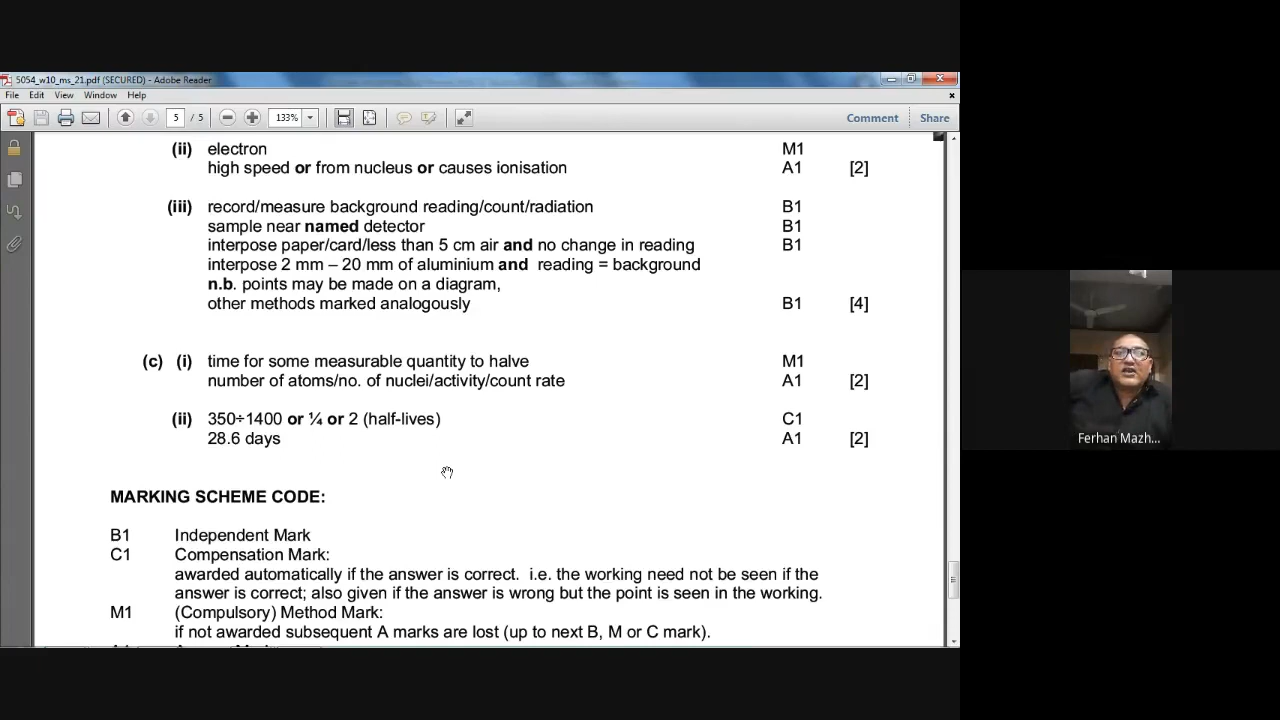 5054_w10_ms_21.pdf (SECURED) - Adobe Reader
File Edit View Window Help
5 / 5 133% Comment Share
(ii) electron M1
high speed or from nucleus or causes ionisation A1 [2]
(iii) record/measure background reading/count/radiation B1
sample near named detector B1
interpose paper/card/less than 5 cm air and no change in reading B1
interpose 2 mm – 20 mm of aluminium and reading = background
n.b. points may be made on a diagram,
other methods marked analogously B1 [4]
(c) (i) time for some measurable quantity to halve M1
number of atoms/no. of nuclei/activity/count rate A1 [2]
(ii) 350÷1400 or ¼ or 2 (half-lives) C1
28.6 days A1 [2]
MARKING SCHEME CODE:
B1 Independent Mark
C1 Compensation Mark:
awarded automatically if the answer is correct. i.e. the working need not be seen if the
answer is correct; also given if the answer is wrong but the point is seen in the working.
M1 (Compulsory) Method Mark:
if not awarded subsequent A marks are lost (up to next B, M or C mark).
Ferhan Mazh...